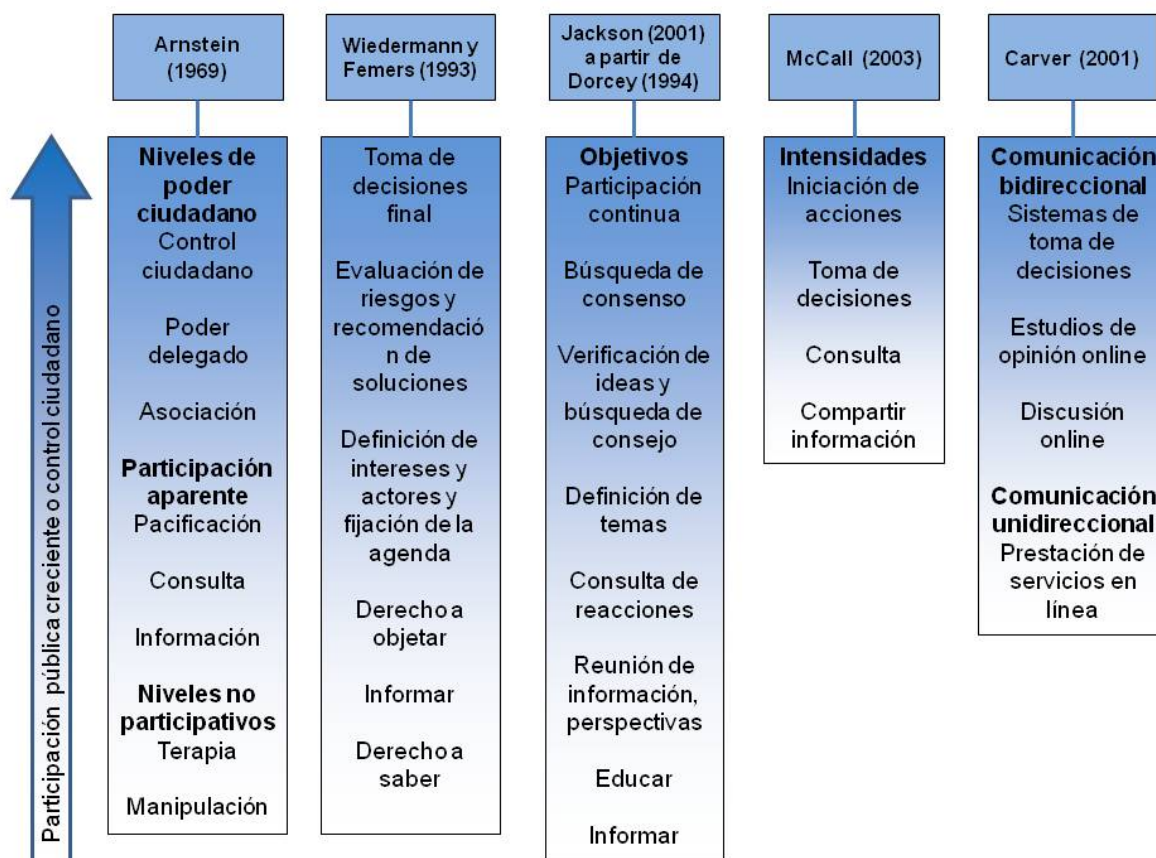 Arnstein
(1969)
Wiedermann y
Femers (1993)
Jackson (2001)
a partir de
Dorcey (1994)
McCall (2003)
Carver (2001)
Participación pública creciente o control ciudadano
Niveles de
poder
ciudadano
Control
ciudadano
Poder
delegado
Asociación
Participación
aparente
Pacificación
Consulta
Información
Niveles no
participativos
Terapia
Manipulación
Toma de
decisiones
final
Evaluación de
riesgos y
recomendació
n de
soluciones
Definición de
intereses y
actores y
fijación de la
agenda
Derecho a
objetar
Informar
Derecho a
saber
Objetivos
Participación
continua
Búsqueda de
consenso
Verificación de
ideas y
búsqueda de
consejo
Definición de
temas
Consulta de
reacciones
Reunión de
información,
perspectivas
Educar
Informar
Intensidades
Iniciación de
acciones
Toma de
decisiones
Consulta
Compartir
información
Comunicación
bidireccional
Sistemas de
toma de
decisiones
Estudios de
opinión online
Discusión
online
Comunicación
unidireccional
Prestación de
servicios en
línea